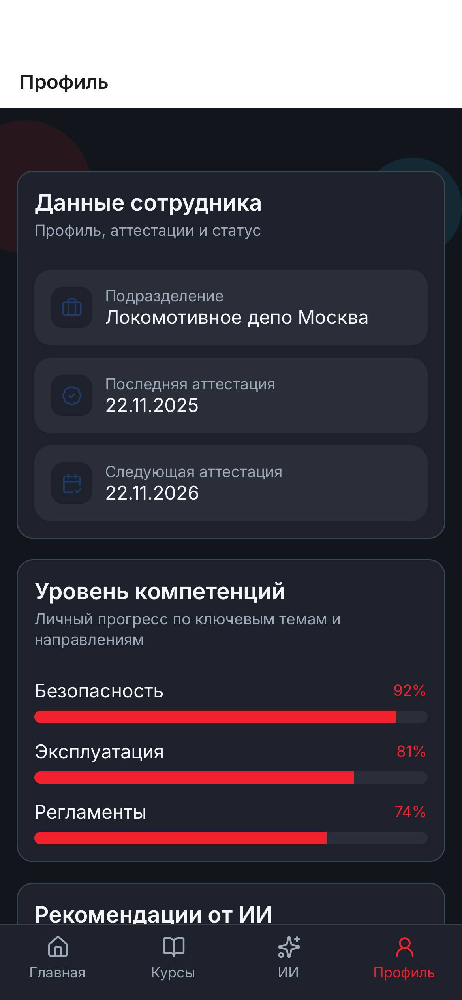 Профиль
Данные сотрудника
Профиль, аттестации и статус
Подразделение
Локомотивное депо Москва
Последняя аттестация
22.11.2025
Следующая аттестация
22.11.2026
Уровень компетенций
Личный прогресс по ключевым темам и
направлениям
Безопасность 92%
Эксплуатация 81%
Регламенты 74%
Рекомендации от ИИ
Главная Курсы ИИ Профиль